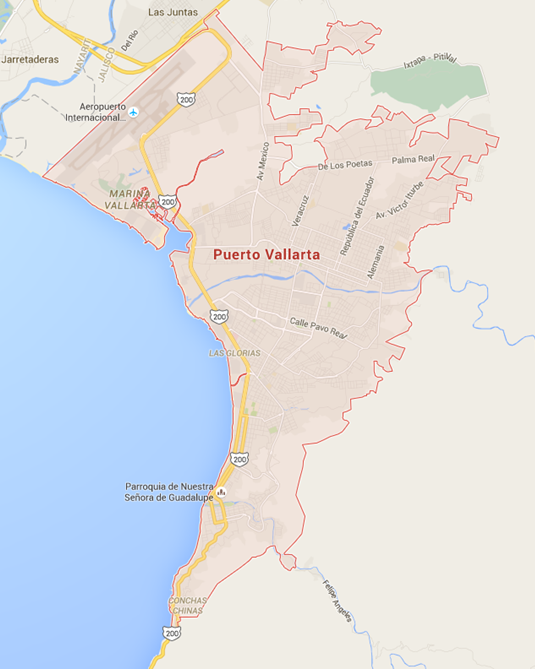 Las Juntas
Del Rio
Jarretaderas
NAYARIT
JALISCO
Ixtapa - Pitillal
Aeropuerto
Internacional...
200
Av Mexico
De Los Poetas
Palma Real
MARINA
VALLARTA
200
Veracruz
República del Ecuador
Av. Victor Iturbe
Puerto Vallarta
Alemania
200
Calle Pavo Real
LAS GLORIAS
200
Parroquia de Nuestra
Señora de Guadalupe
Felipe Angeles
CONCHAS
CHINAS
200